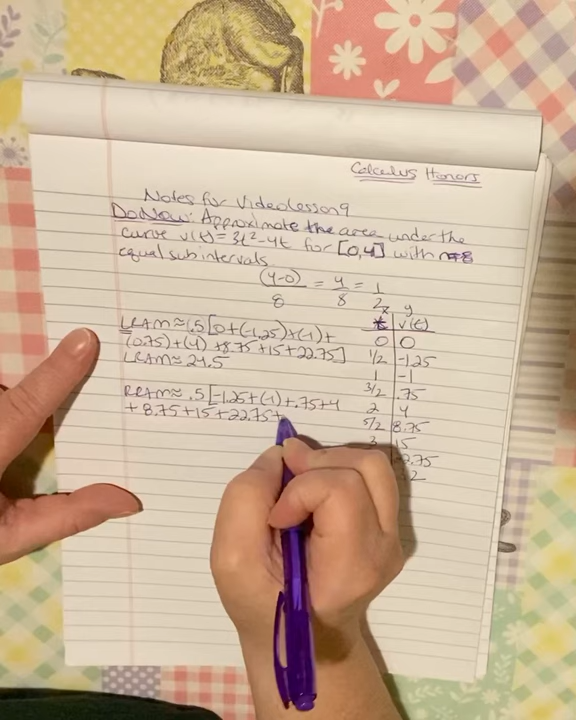 Calculus Honors
Notes for Video Lesson 9
Do Now: Approximate the area under the
curve v(t) = 3t²-4t for [0,4] with n=8
equal subintervals
(4-0)/8 = 4/8 = 1/2
x y
t v(t)
0 0
1/2 -1.25
1 -1
3/2 .75
2 4
5/2 8.75
3 15
22.75
LRAM ≈ .5[0+(-1.25)+(-1)+
(0.75)+(4)+8.75+15+22.75]
LRAM ≈ 24.5
RRAM ≈ .5[-1.25+(-1)+.75+4
+8.75+15+22.75+